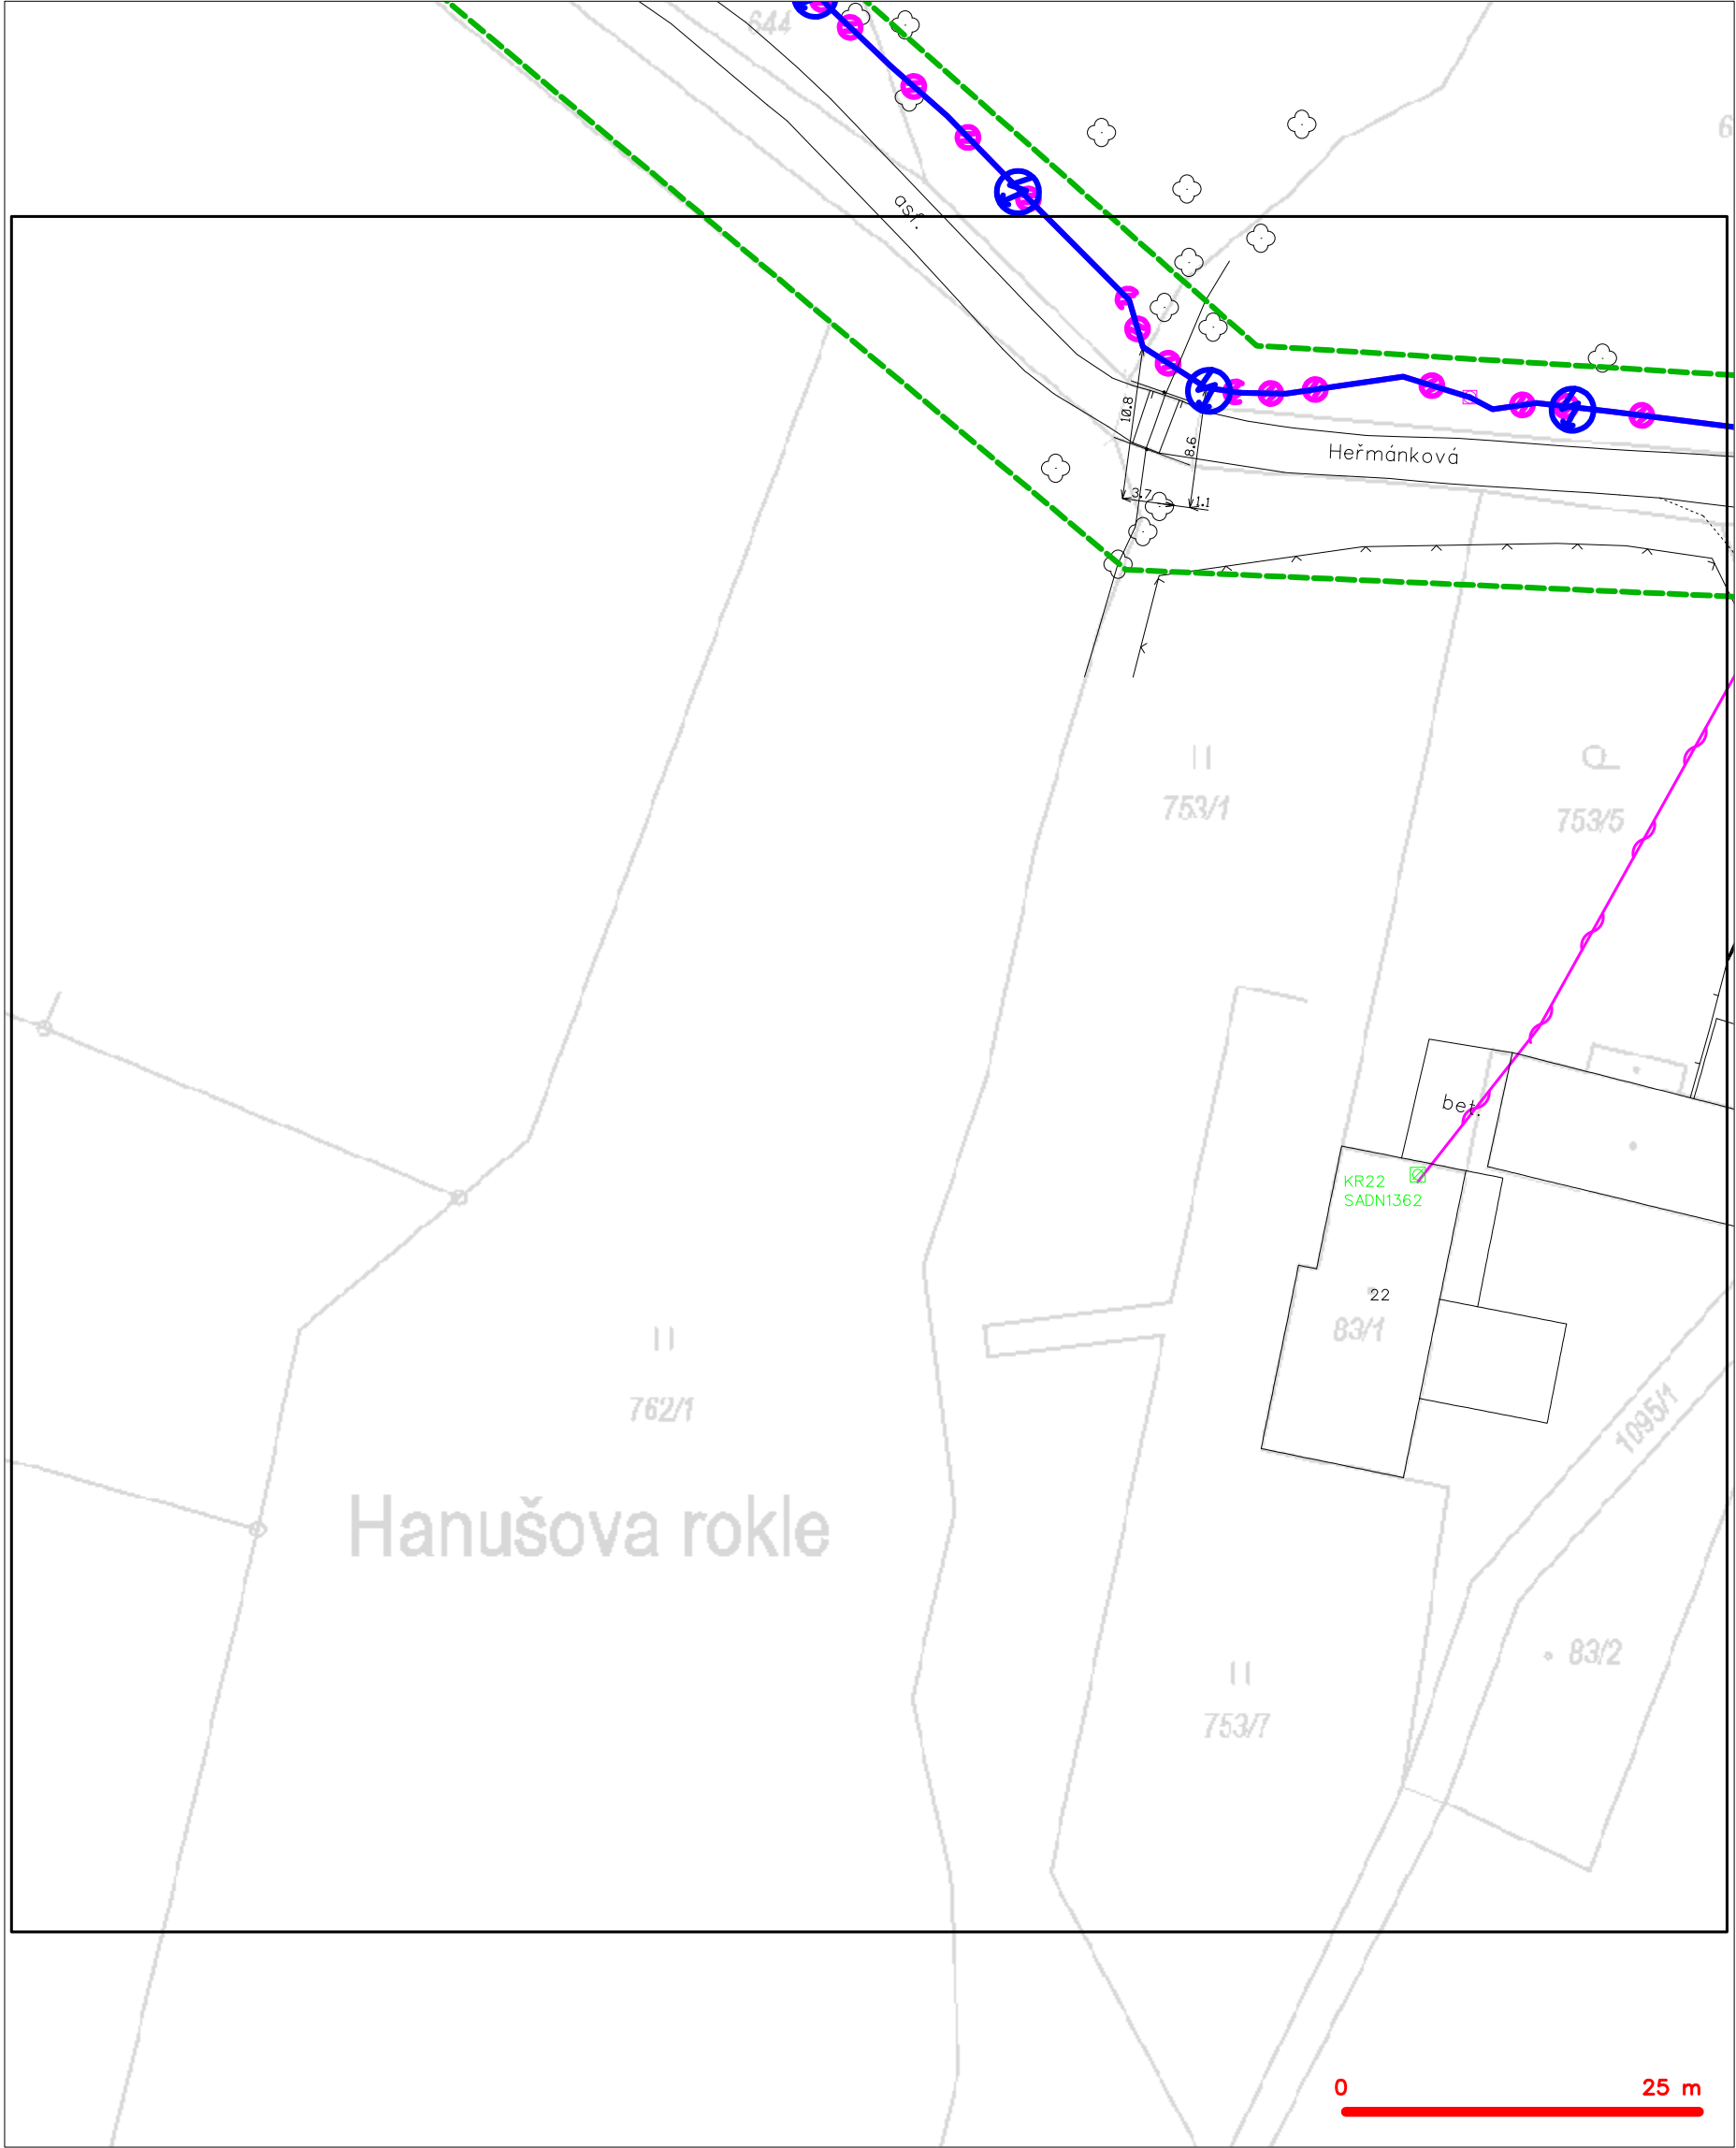 644
asf.
10.8
8.6
Heřmánková
3.7
1.1
753/1
753/5
bet.
KR22
SADN1362
22
83/1
762/1
1095/1
Hanušova rokle
83/2
753/7
0 25 m